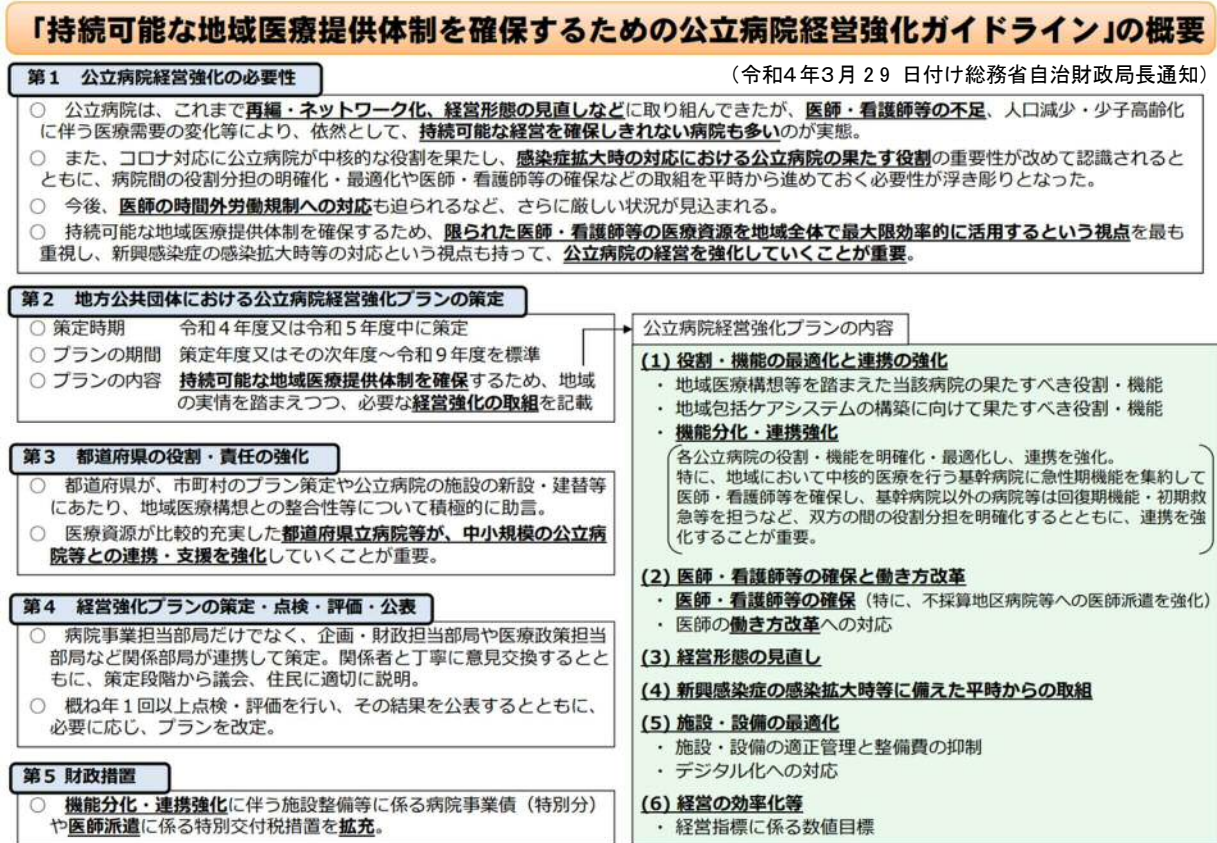 「持続可能な地域医療提供体制を確保するための公立病院経営強化ガイドライン」の概要
（令和4年3月29 日付け総務省自治財政局長通知）
第1 公立病院経営強化の必要性
○ 公立病院は、これまで再編・ネットワーク化、経営形態の見直しなどに取り組んできたが、医師・看護師等の不足、人口減少・少子高齢化
に伴う医療需要の変化等により、依然として、持続可能な経営を確保しきれない病院も多いのが実態。
○ また、コロナ対応に公立病院が中核的な役割を果たし、感染症拡大時の対応における公立病院の果たす役割の重要性が改めて認識されると
ともに、病院間の役割分担の明確化・最適化や医師・看護師等の確保などの取組を平時から進めておく必要性が浮き彫りとなった。
○ 今後、医師の時間外労働規制への対応も迫られるなど、さらに厳しい状況が見込まれる。
○ 持続可能な地域医療提供体制を確保するため、限られた医師・看護師等の医療資源を地域全体で最大限効率的に活用するという視点を最も
重視し、新興感染症の感染拡大時等の対応という視点も持って、公立病院の経営を強化していくことが重要。
第2 地方公共団体における公立病院経営強化プランの策定
○ 策定時期 令和4年度又は令和5年度中に策定
○ プランの期間 策定年度又はその次年度～令和9年度を標準
○ プランの内容 持続可能な地域医療提供体制を確保するため、地域
の実情を踏まえつつ、必要な経営強化の取組を記載
第3 都道府県の役割・責任の強化
○ 都道府県が、市町村のプラン策定や公立病院の施設の新設・建替等
にあたり、地域医療構想との整合性等について積極的に助言。
○ 医療資源が比較的充実した都道府県立病院等が、中小規模の公立病
院等との連携・支援を強化していくことが重要。
第4 経営強化プランの策定・点検・評価・公表
○ 病院事業担当部局だけでなく、企画・財政担当部局や医療政策担当
部局など関係部局が連携して策定。関係者と丁寧に意見交換するとと
もに、策定段階から議会、住民に適切に説明。
○ 概ね年1回以上点検・評価を行い、その結果を公表するとともに、
必要に応じ、プランを改定。
第5 財政措置
○ 機能分化・連携強化に伴う施設整備等に係る病院事業債（特別分）
や医師派遣に係る特別交付税措置を拡充。
公立病院経営強化プランの内容
(1) 役割・機能の最適化と連携の強化
・ 地域医療構想等を踏まえた当該病院の果たすべき役割・機能
・ 地域包括ケアシステムの構築に向けて果たすべき役割・機能
・ 機能分化・連携強化
各公立病院の役割・機能を明確化・最適化し、連携を強化。
特に、地域において中核的医療を行う基幹病院に急性期機能を集約して
医師・看護師等を確保し、基幹病院以外の病院等は回復期機能・初期救
急等を担うなど、双方の間の役割分担を明確化するとともに、連携を強
化することが重要。
(2) 医師・看護師等の確保と働き方改革
・ 医師・看護師等の確保（特に、不採算地区病院等への医師派遣を強化）
・ 医師の働き方改革への対応
(3) 経営形態の見直し
(4) 新興感染症の感染拡大時等に備えた平時からの取組
(5) 施設・設備の最適化
・ 施設・設備の適正管理と整備費の抑制
・ デジタル化への対応
(6) 経営の効率化等
・ 経営指標に係る数値目標